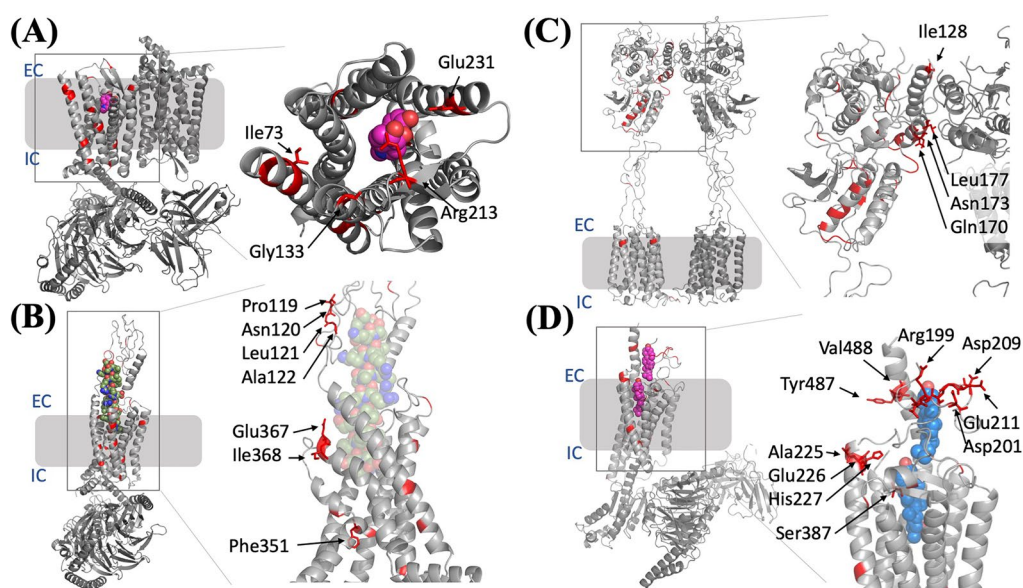 (A)
EC
IC
Glu231
Ile73
Gly133
Arg213
(B)
EC
IC
Pro119
Asn120
Leu121
Ala122
Glu367
Ile368
Phe351
(C)
EC
IC
Ile128
Leu177
Asn173
Gln170
(D)
EC
IC
Arg199
Val488
Asp209
Tyr487
Glu211
Asp201
Ala225
Glu226
His227
Ser387